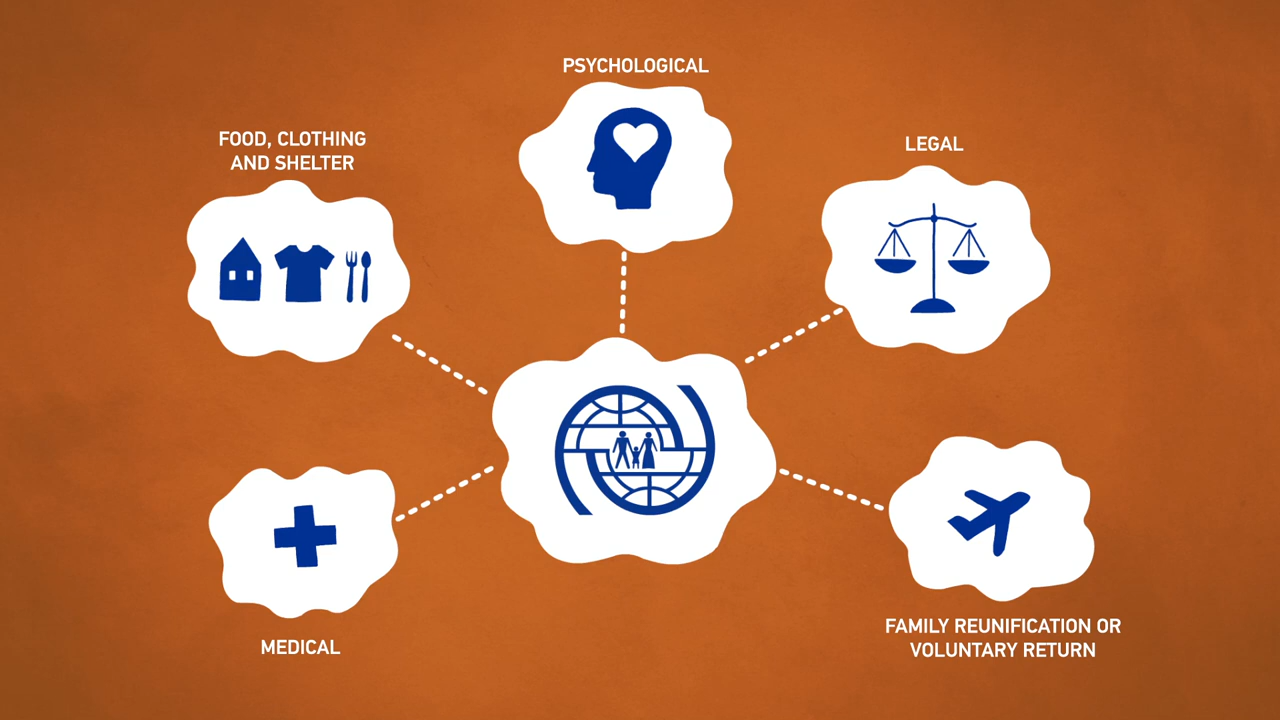 PSYCHOLOGICAL
FOOD, CLOTHING
AND SHELTER
LEGAL
MEDICAL
FAMILY REUNIFICATION OR
VOLUNTARY RETURN